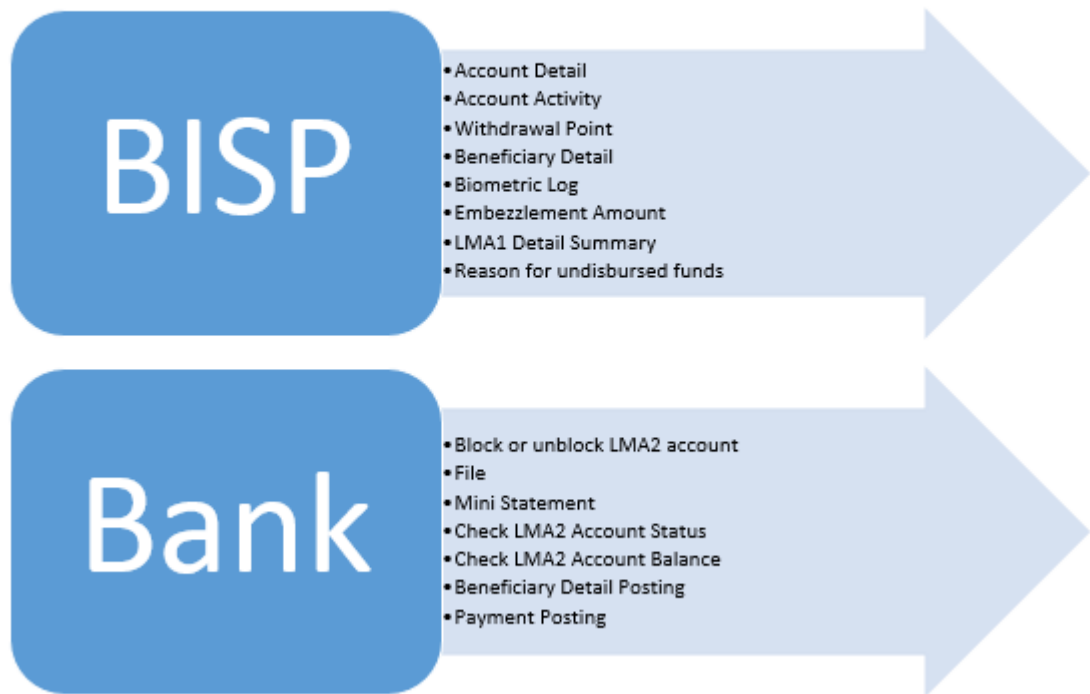 BISP
•Account Detail
•Account Activity
•Withdrawal Point
•Beneficiary Detail
•Biometric Log
•Embezzlement Amount
•LMA1 Detail Summary
•Reason for undisbursed funds
Bank
•Block or unblock LMA2 account
•File
•Mini Statement
•Check LMA2 Account Status
•Check LMA2 Account Balance
•Beneficiary Detail Posting
•Payment Posting